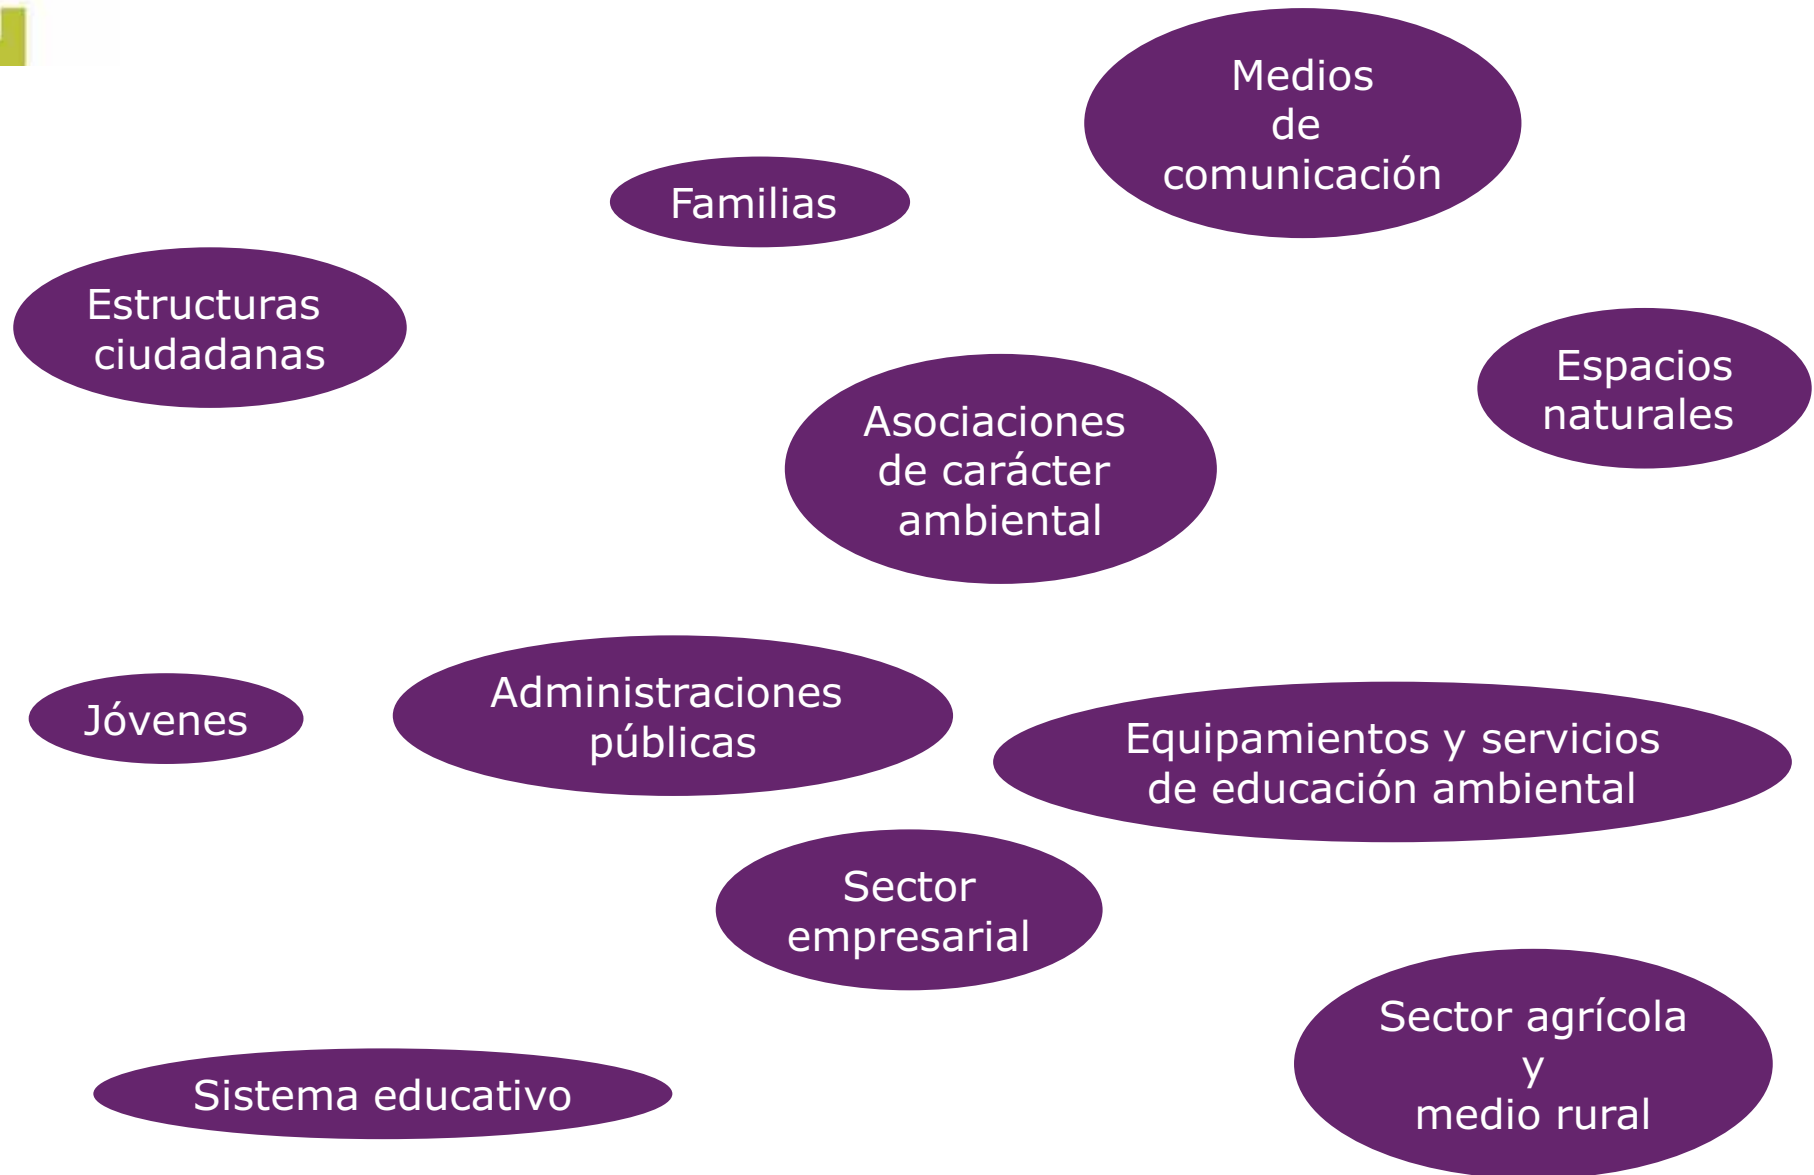 Medios
de
comunicación
Familias
Estructuras
ciudadanas
Espacios
naturales
Asociaciones
de carácter
ambiental
Jóvenes
Administraciones
públicas
Equipamientos y servicios
de educación ambiental
Sector
empresarial
Sector agrícola
y
medio rural
Sistema educativo